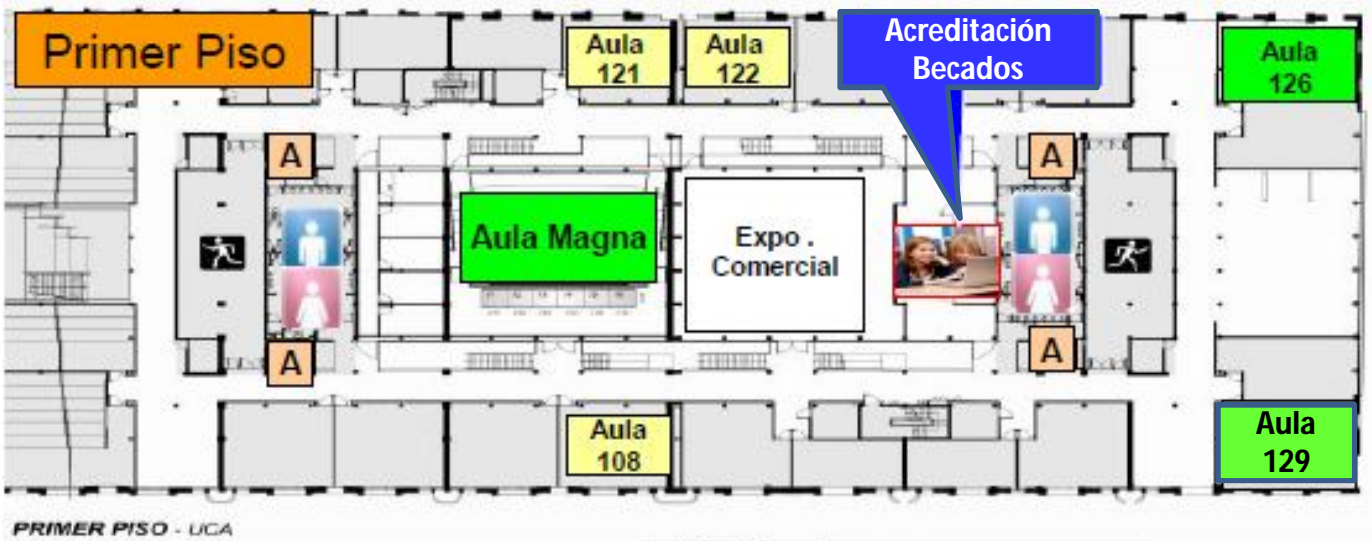 Primer Piso
Aula
121
Aula
122
Acreditación
Becados
Aula
126
A
A
Aula Magna
Expo .
Comercial
A
A
Aula
108
Aula
129
PRIMER PISO - UCA